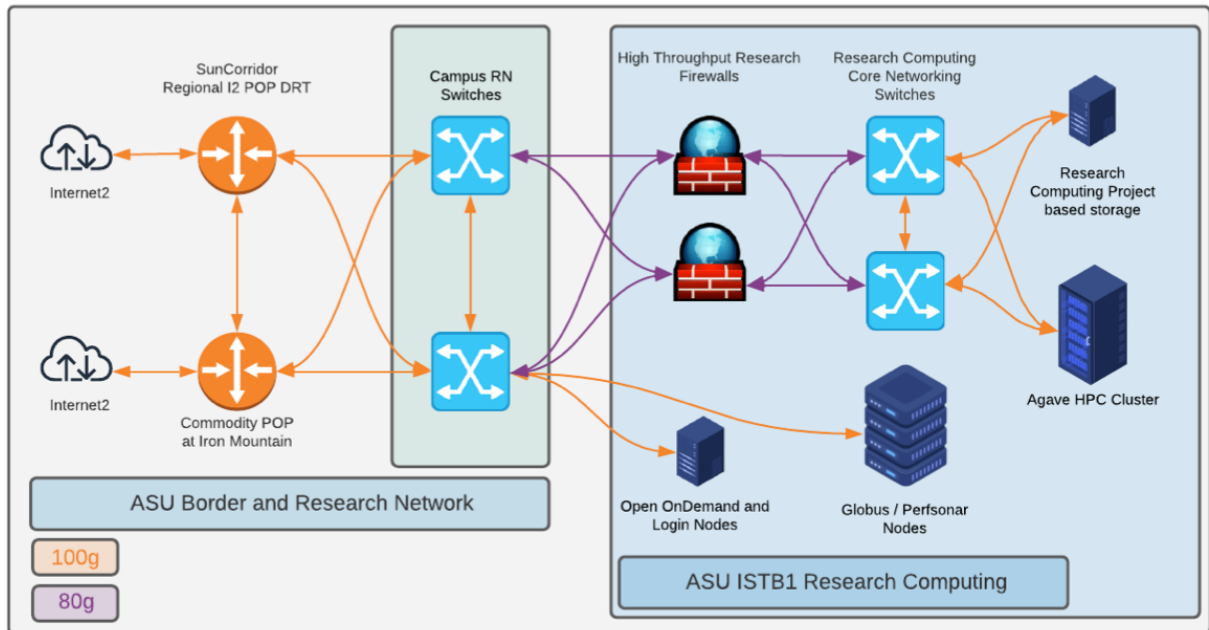 SunCorridor
Regional I2 POP DRT
Campus RN
Switches
High Throughput Research
Firewalls
Research Computing
Core Networking
Switches
Internet2
Research
Computing Project
based storage
Internet2
Commodity POP
at Iron Mountain
Agave HPC Cluster
Open OnDemand and
Login Nodes
Globus / Perfsonar
Nodes
ASU Border and Research Network
100g
80g
ASU ISTB1 Research Computing